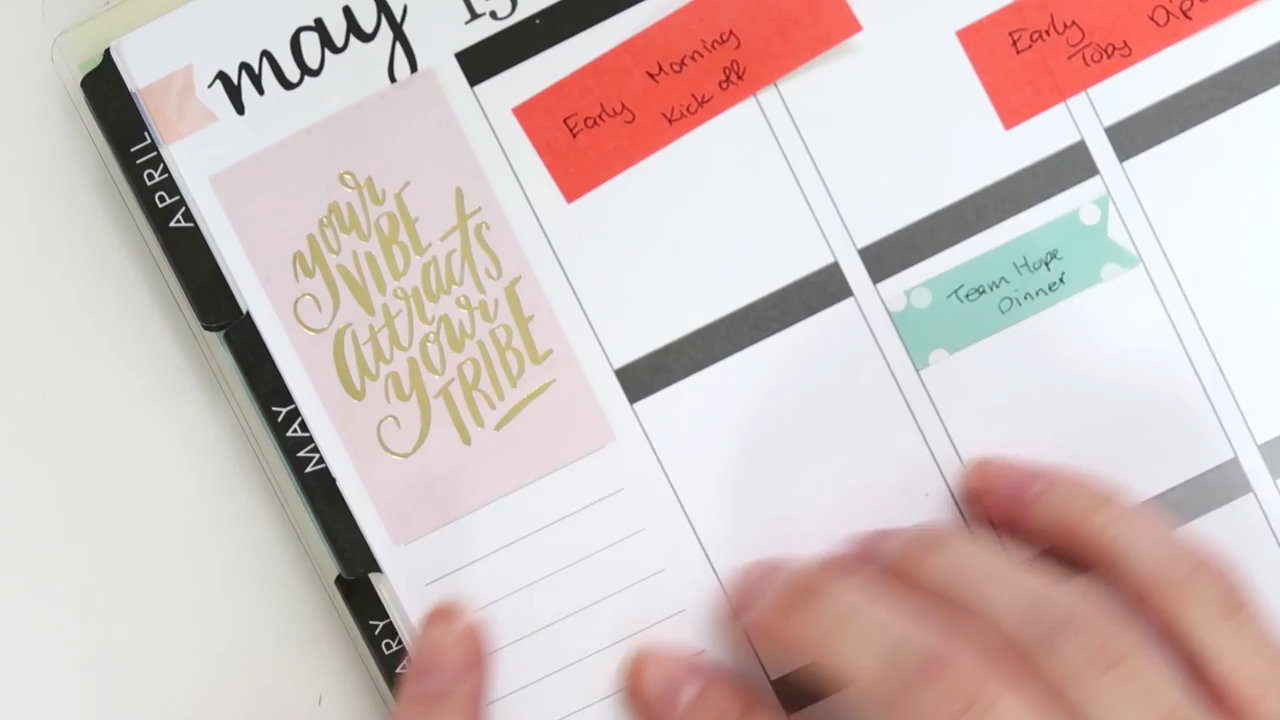 may
Early Morning
Kick off
Early
Toby
your
VIBE
attracts
your
TRIBE
Team Hope
Dinner
APRIL
MAY